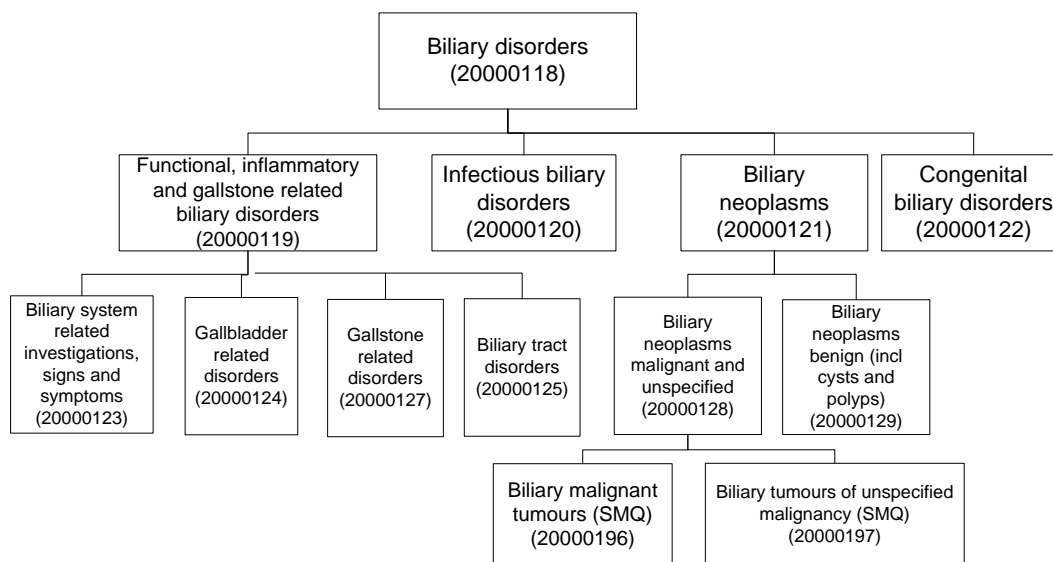 Biliary disorders
(20000118)
Functional, inflammatory
and gallstone related
biliary disorders
(20000119)
Infectious biliary
disorders
(20000120)
Biliary
neoplasms
(20000121)
Congenital
biliary disorders
(20000122)
Biliary system
related
investigations,
signs and
symptoms
(20000123)
Gallbladder
related disorders
(20000124)
Gallstone
related
disorders
(20000127)
Biliary tract
disorders
(20000125)
Biliary
neoplasms
malignant and
unspecified
(20000128)
Biliary
neoplasms
benign (incl
cysts and
polyps)
(20000129)
Biliary malignant
tumours (SMQ)
(20000196)
Biliary tumours of unspecified
malignancy (SMQ)
(20000197)